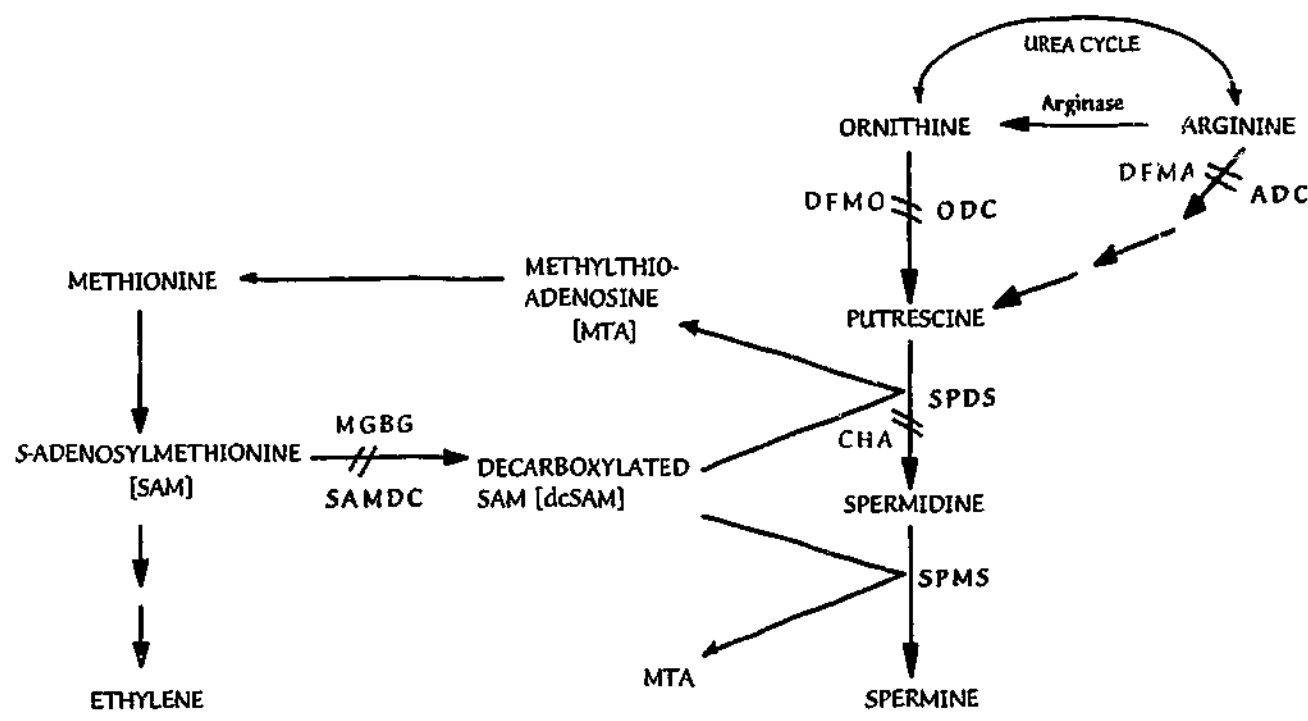 UREA CYCLE
Arginase
ORNITHINE
ARGININE
DFMA
ADC
DFMO
ODC
METHIONINE
METHYLTHIO-
ADENOSINE
[MTA]
PUTRESCINE
SPDS
CHA
MGBG
S-ADENOSYLMETHIONINE
[SAM]
SAMDC
DECARBOXYLATED
SAM [dcSAM]
SPERMIDINE
SPMS
MTA
ETHYLENE
SPERMINE